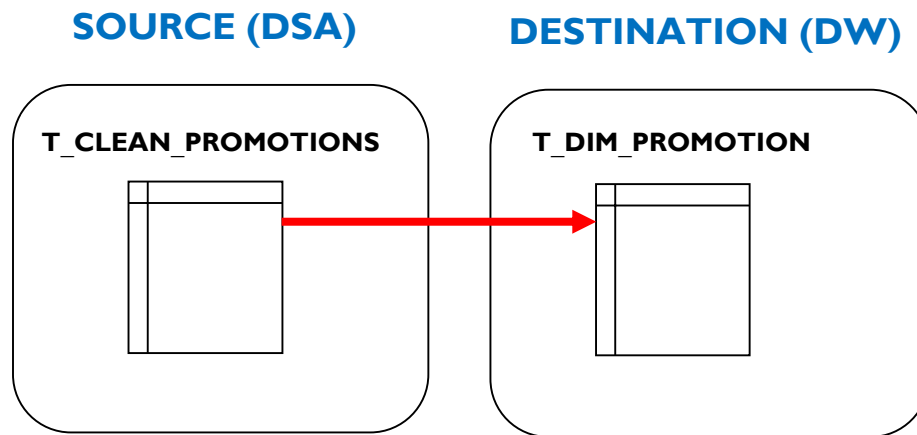 SOURCE (DSA)
DESTINATION (DW)
T_CLEAN_PROMOTIONS
T_DIM_PROMOTION